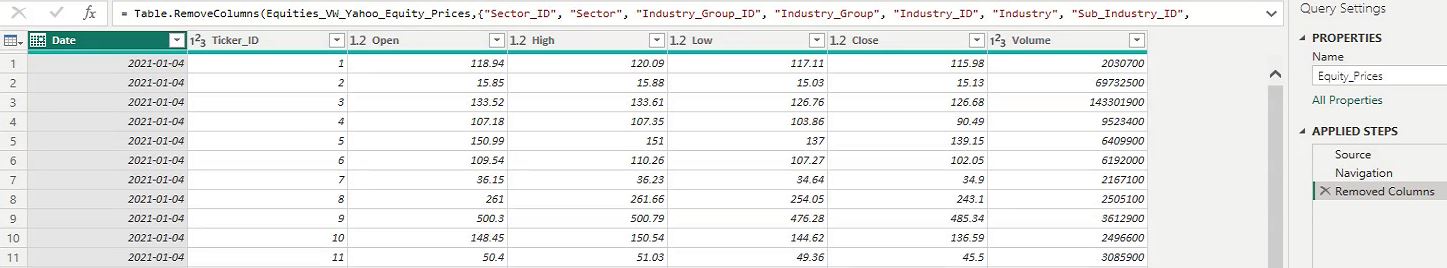 fx = Table.RemoveColumns(Equities_VW_Yahoo_Equity_Prices,{"Sector_ID", "Sector", "Industry_Group_ID", "Industry_Group", "Industry_ID", "Industry", "Sub_Industry_ID",
Date 1²3 Ticker_ID 1.2 Open 1.2 High 1.2 Low 1.2 Close 1²3 Volume
1 2021-01-04 1 118.94 120.09 117.11 115.98 2030700
2 2021-01-04 2 15.85 15.88 15.03 15.13 69732500
3 2021-01-04 3 133.52 133.61 126.76 126.68 143301900
4 2021-01-04 4 107.18 107.35 103.86 90.49 9523400
5 2021-01-04 5 150.99 151 137 139.15 6409900
6 2021-01-04 6 109.54 110.26 107.27 102.05 6192000
7 2021-01-04 7 36.15 36.23 34.64 34.9 2167100
8 2021-01-04 8 261 261.66 254.05 243.1 2505100
9 2021-01-04 9 500.3 500.79 476.28 485.34 3612900
10 2021-01-04 10 148.45 150.54 144.62 136.59 2496600
11 2021-01-04 11 50.4 51.03 49.36 45.5 3085900
Query Settings
PROPERTIES
Name
Equity_Prices
All Properties
APPLIED STEPS
Source
Navigation
Removed Columns